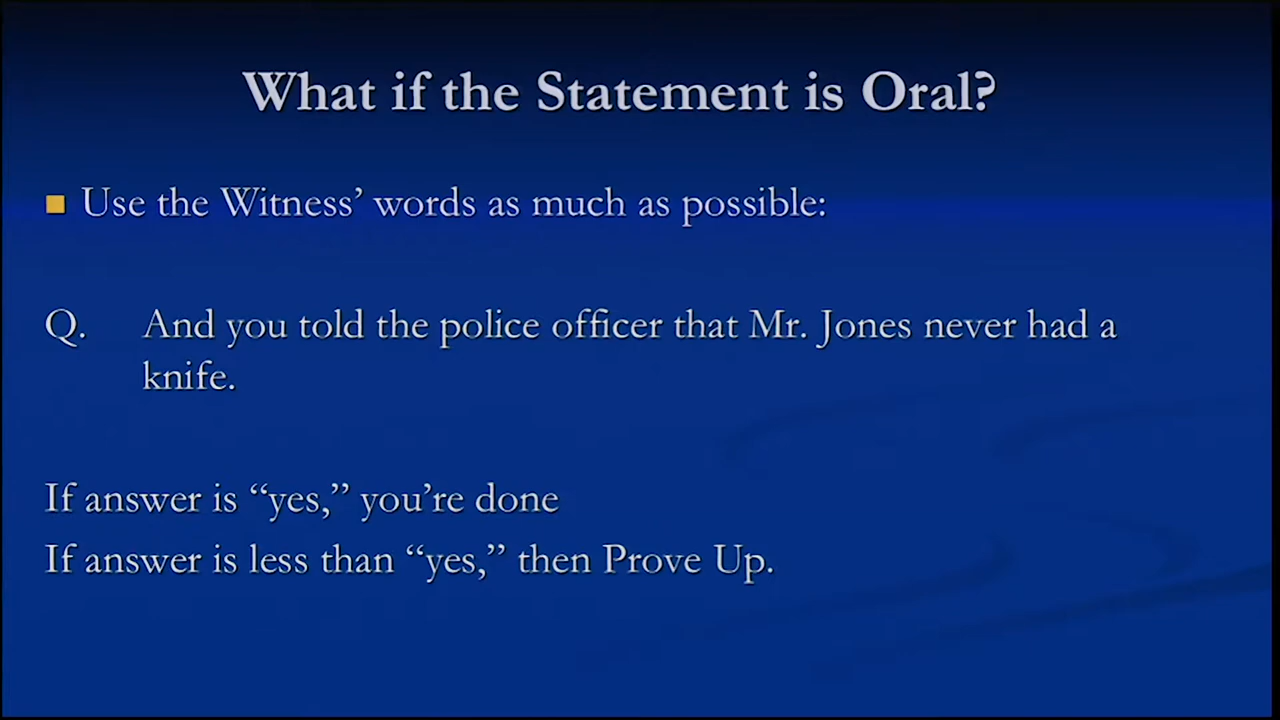 What if the Statement is Oral?
Use the Witness’ words as much as possible:
Q. And you told the police officer that Mr. Jones never had a
knife.
If answer is “yes,” you’re done
If answer is less than “yes,” then Prove Up.